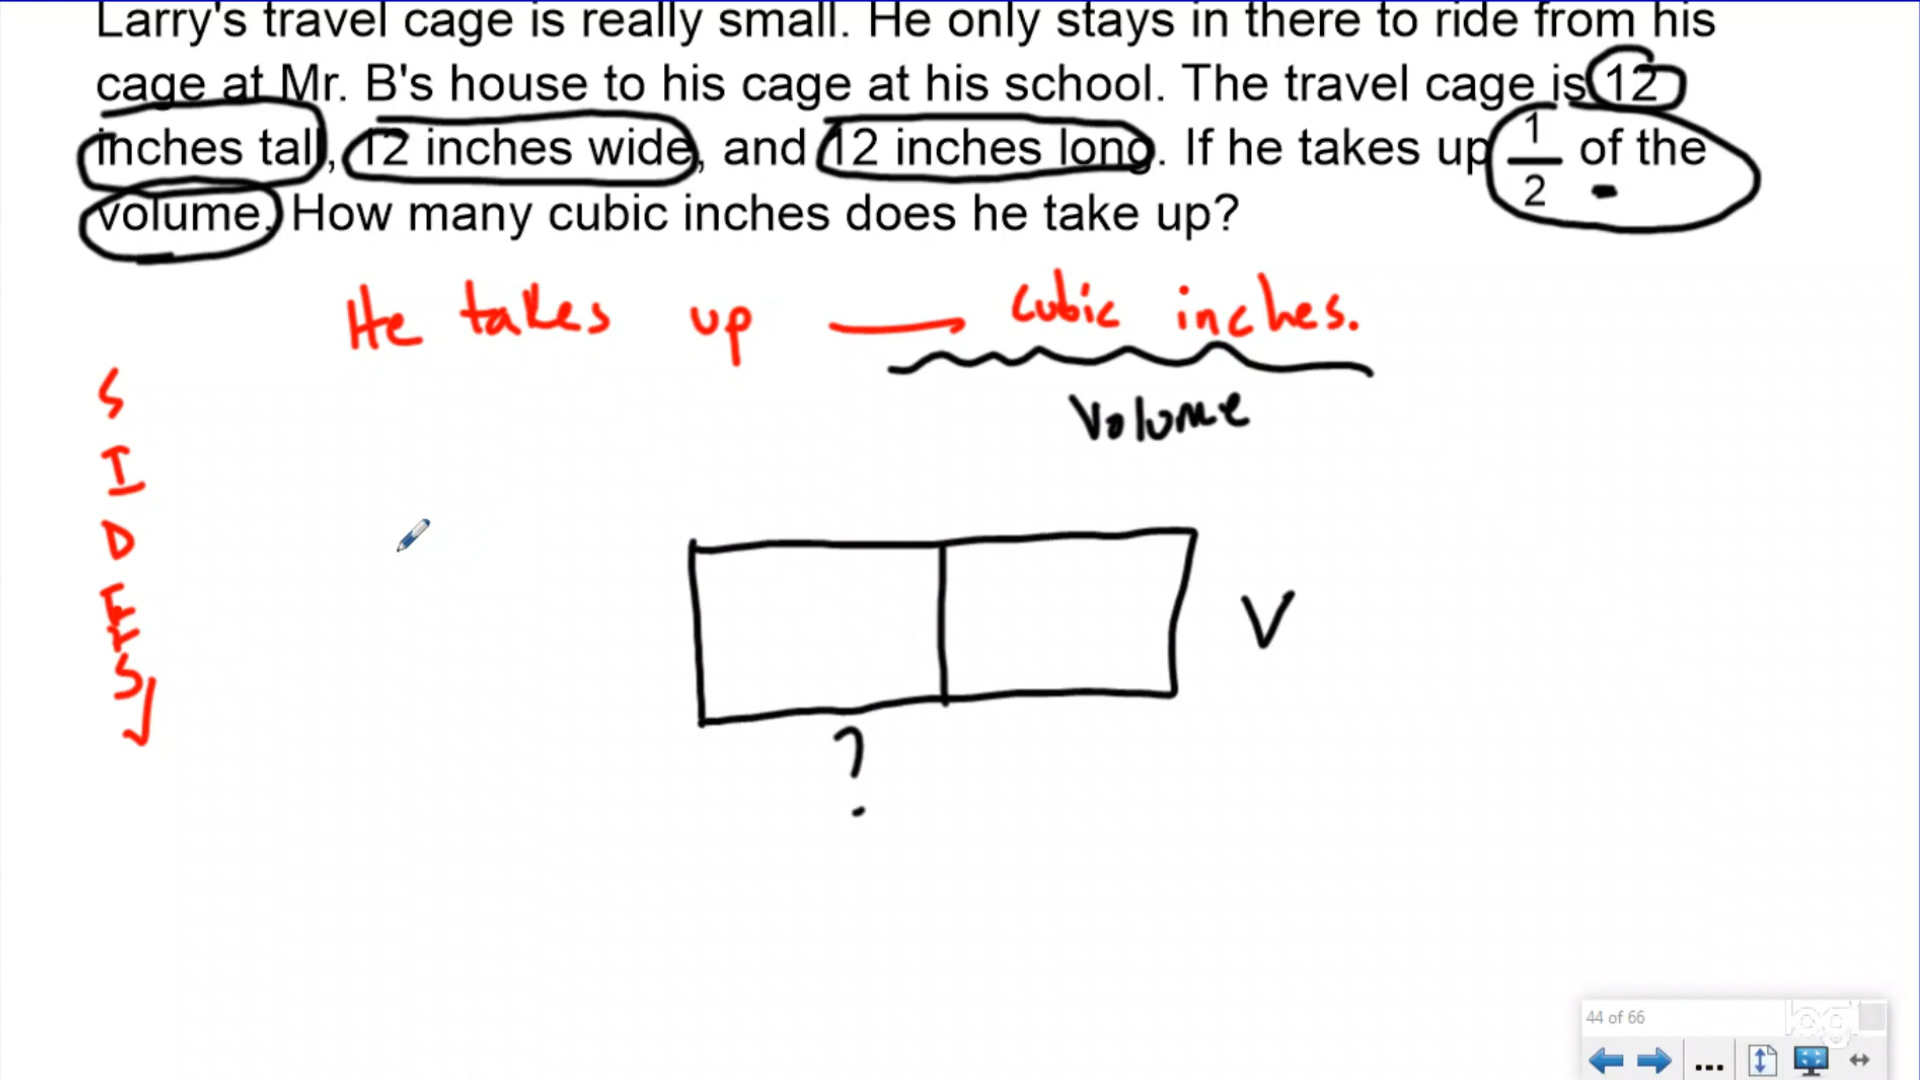 Larry's travel cage is really small. He only stays in there to ride from his
cage at Mr. B's house to his cage at his school. The travel cage is 12
inches tall, 12 inches wide, and 12 inches long. If he takes up 1/2 of the
volume. How many cubic inches does he take up?
He takes up — cubic inches.
Volume
S
I
D
E
S✓
V
?
44 of 66
...